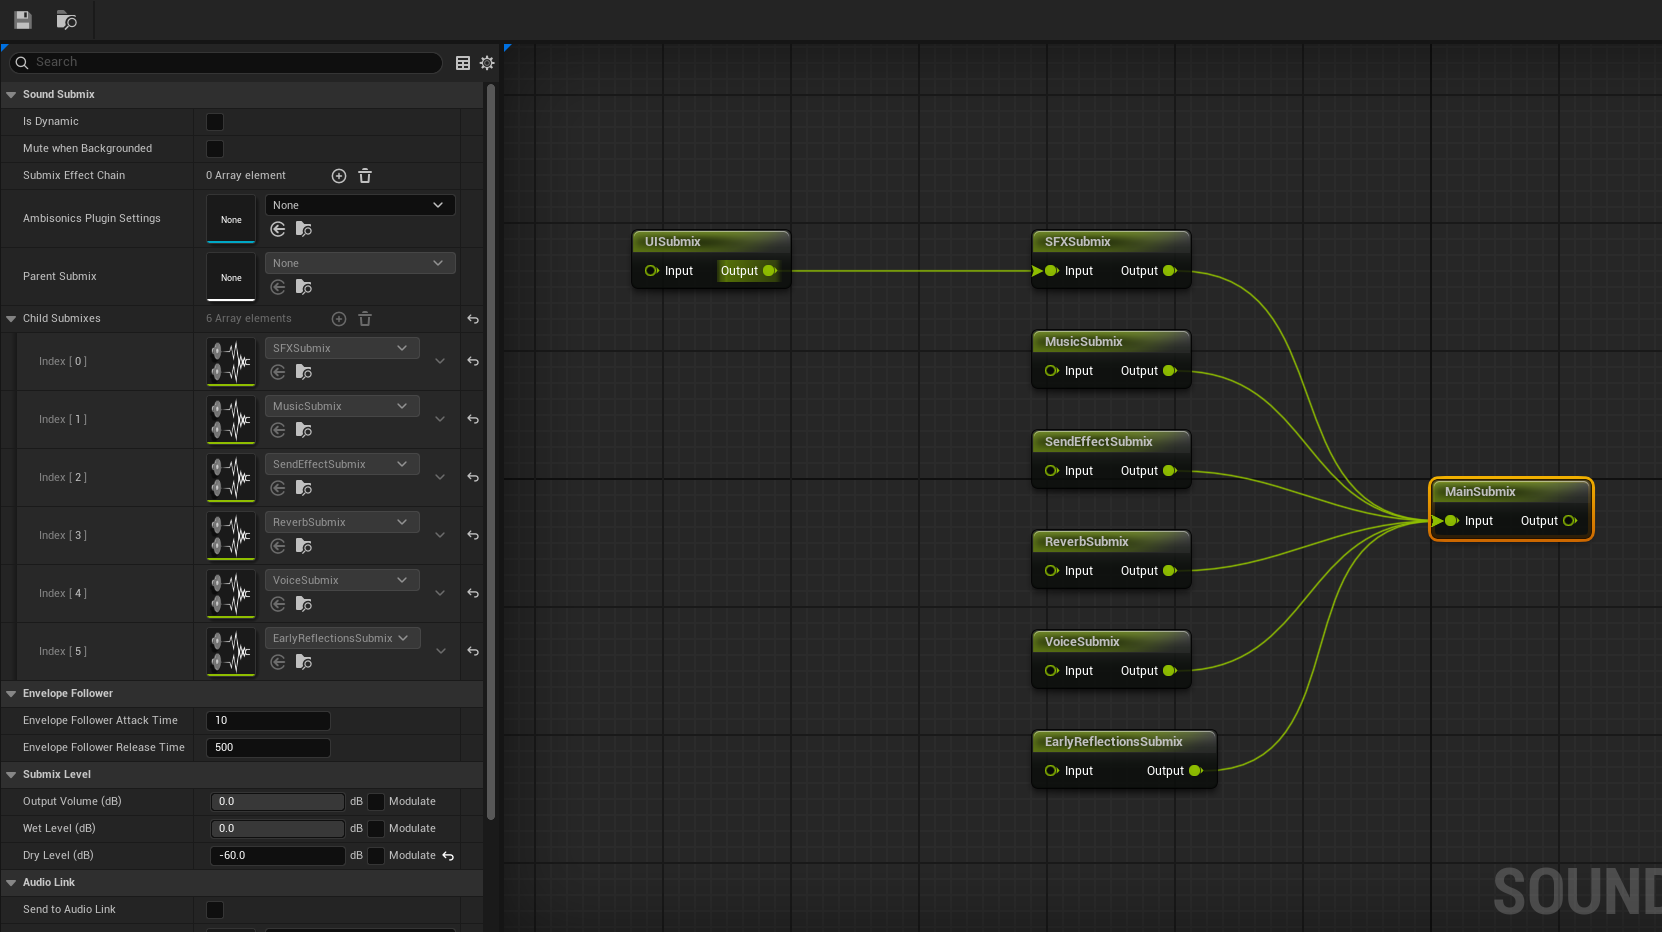 Search
Sound Submix
Is Dynamic
Mute when Backgrounded
Submix Effect Chain 0 Array element
Ambisonics Plugin Settings None None
Parent Submix None None
Child Submixes 6 Array elements
Index [ 0 ] SFXSubmix
Index [ 1 ] MusicSubmix
Index [ 2 ] SendEffectSubmix
Index [ 3 ] ReverbSubmix
Index [ 4 ] VoiceSubmix
Index [ 5 ] EarlyReflectionsSubmix
Envelope Follower
Envelope Follower Attack Time 10
Envelope Follower Release Time 500
Submix Level
Output Volume (dB) 0.0 dB Modulate
Wet Level (dB) 0.0 dB Modulate
Dry Level (dB) -60.0 dB Modulate
Audio Link
Send to Audio Link
UISubmix
Input Output
SFXSubmix
Input Output
MusicSubmix
Input Output
SendEffectSubmix
Input Output
ReverbSubmix
Input Output
VoiceSubmix
Input Output
EarlyReflectionsSubmix
Input Output
MainSubmix
Input Output
SOUND